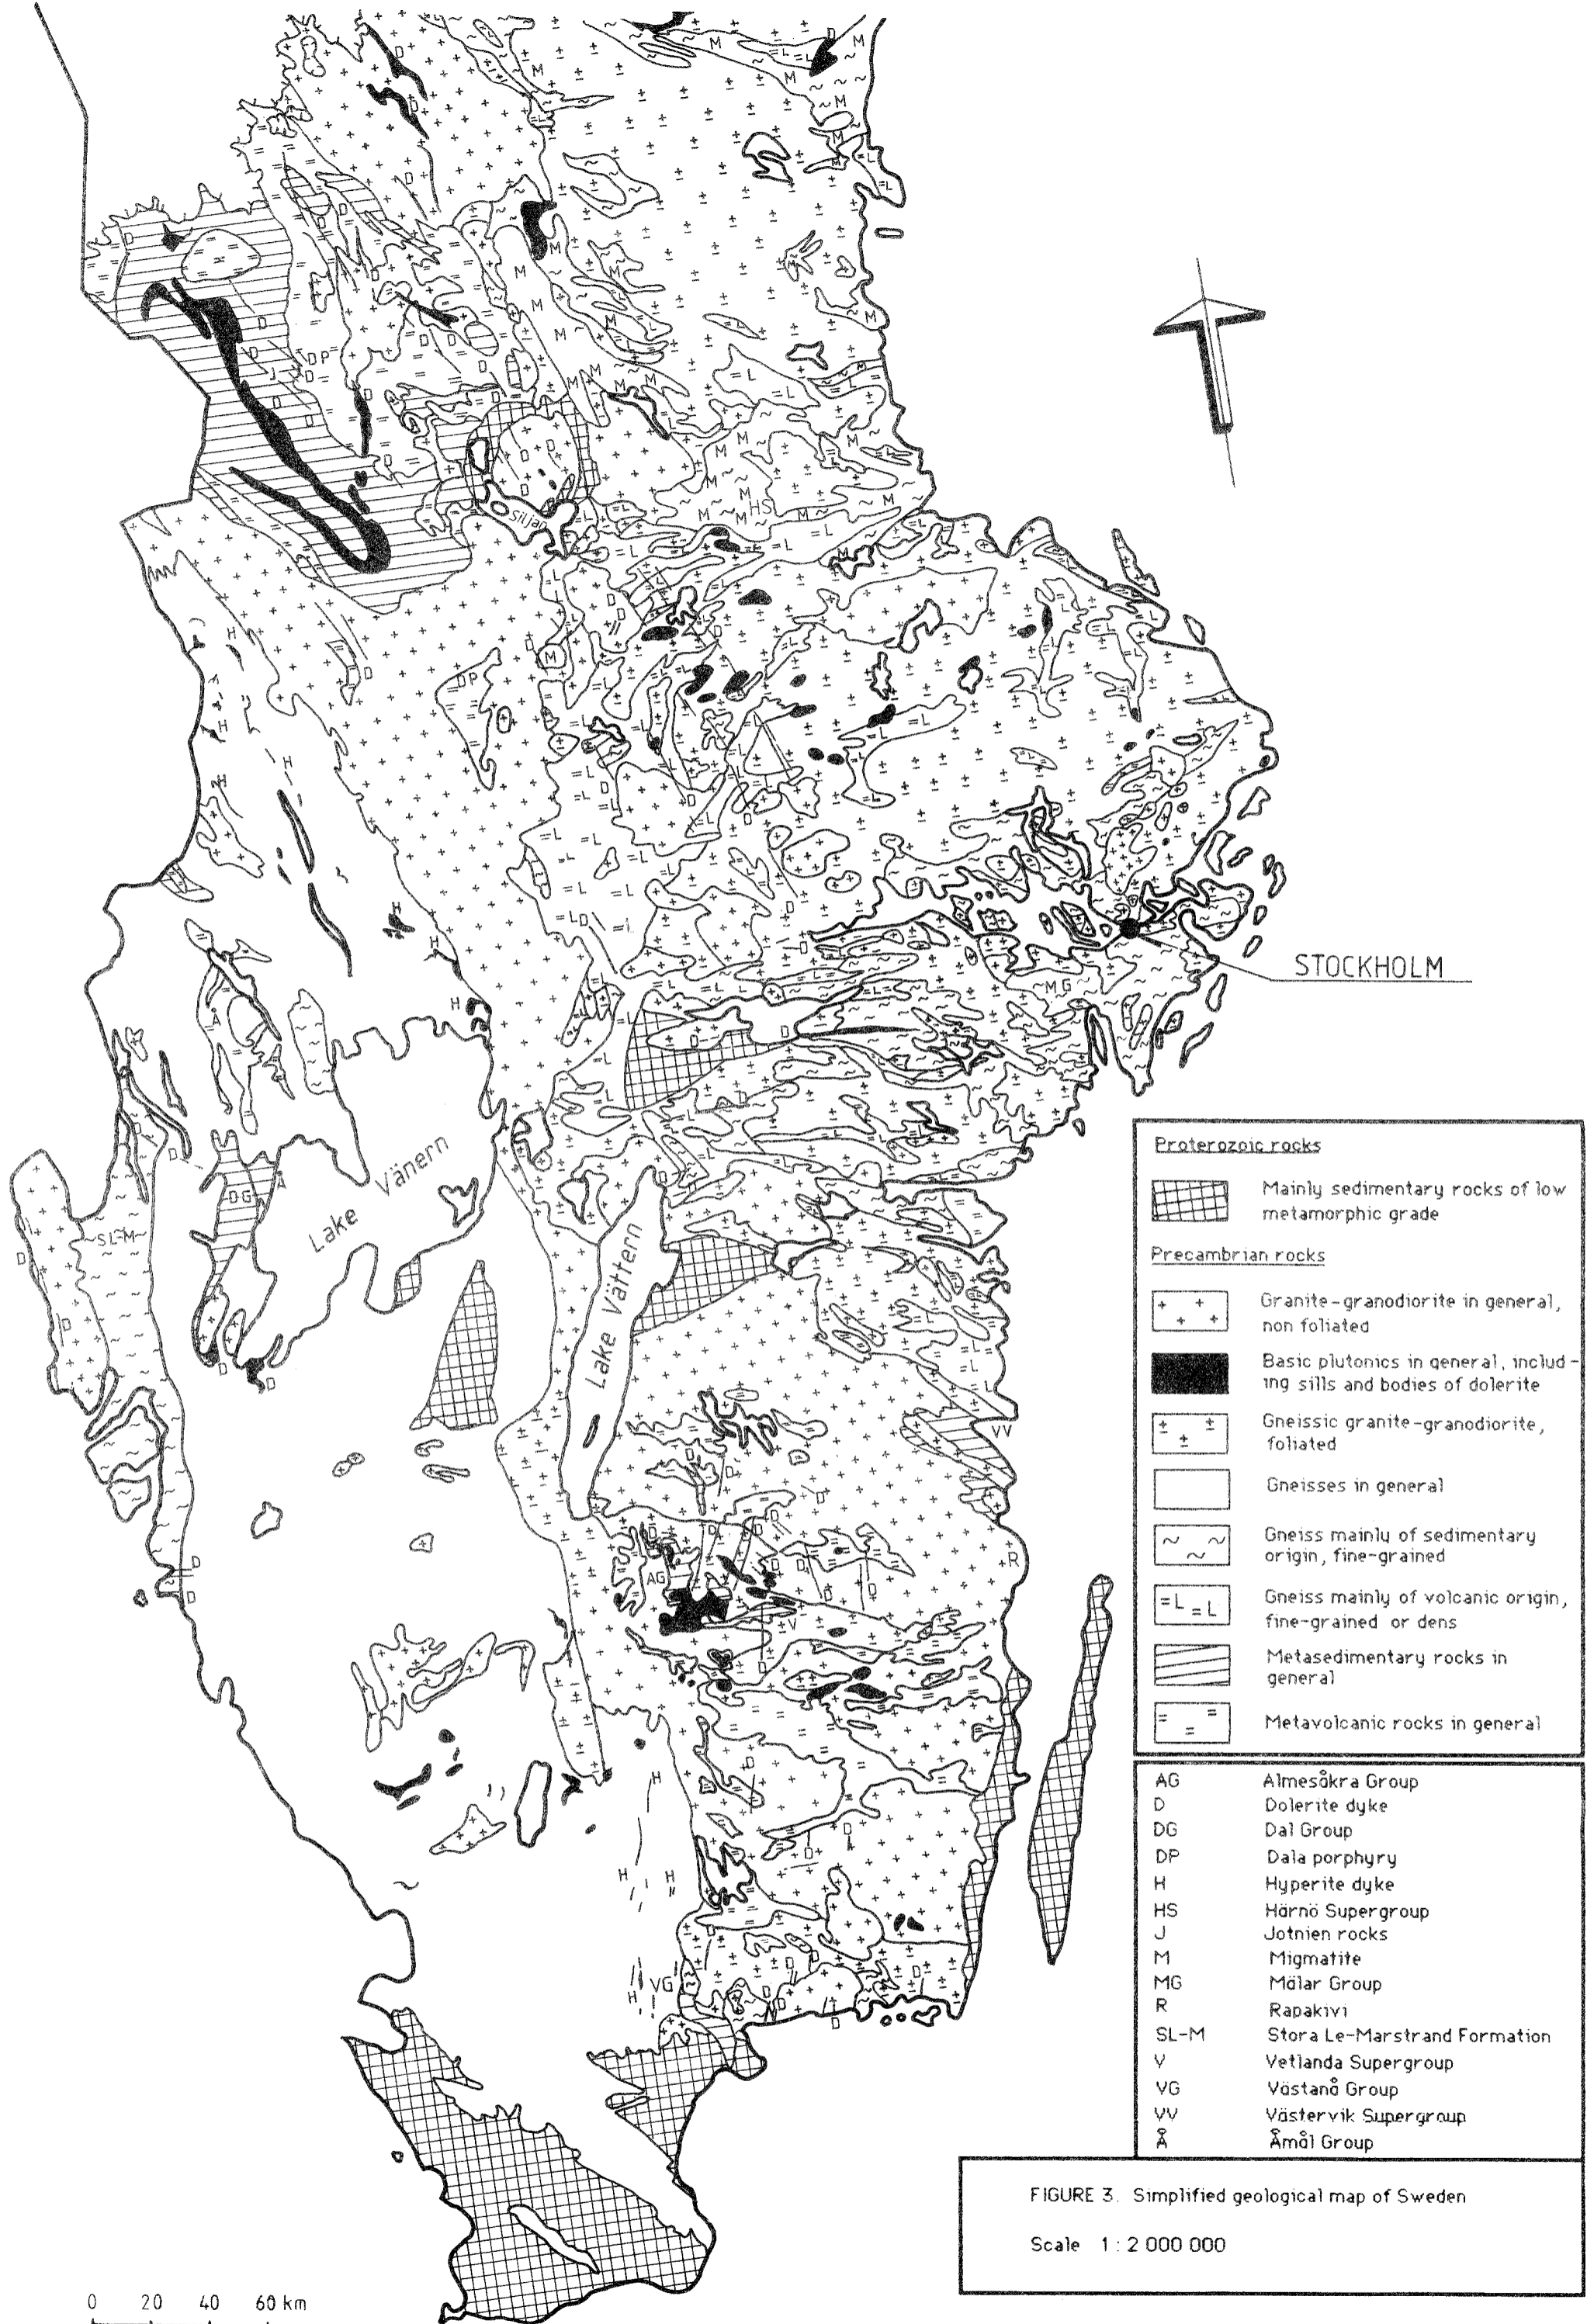 Siljan
STOCKHOLM
Lake Vänern
Lake Vättern
Proterozoic rocks
Mainly sedimentary rocks of low
metamorphic grade
Precambrian rocks
Granite-granodiorite in general,
non foliated
Basic plutonics in general, includ-
ing sills and bodies of dolerite
Gneissic granite-granodiorite,
foliated
Gneisses in general
Gneiss mainly of sedimentary
origin, fine-grained
Gneiss mainly of volcanic origin,
fine-grained or dens
Metasedimentary rocks in
general
Metavolcanic rocks in general
AG Almesåkra Group
D Dolerite dyke
DG Dal Group
DP Dala porphyry
H Hyperite dyke
HS Härnö Supergroup
J Jotnien rocks
M Migmatite
MG Mälar Group
R Rapakivi
SL-M Stora Le-Marstrand Formation
V Vetlanda Supergroup
VG Västanå Group
VV Västervik Supergroup
Å Åmål Group
FIGURE 3. Simplified geological map of Sweden
Scale 1 : 2 000 000
0 20 40 60 km